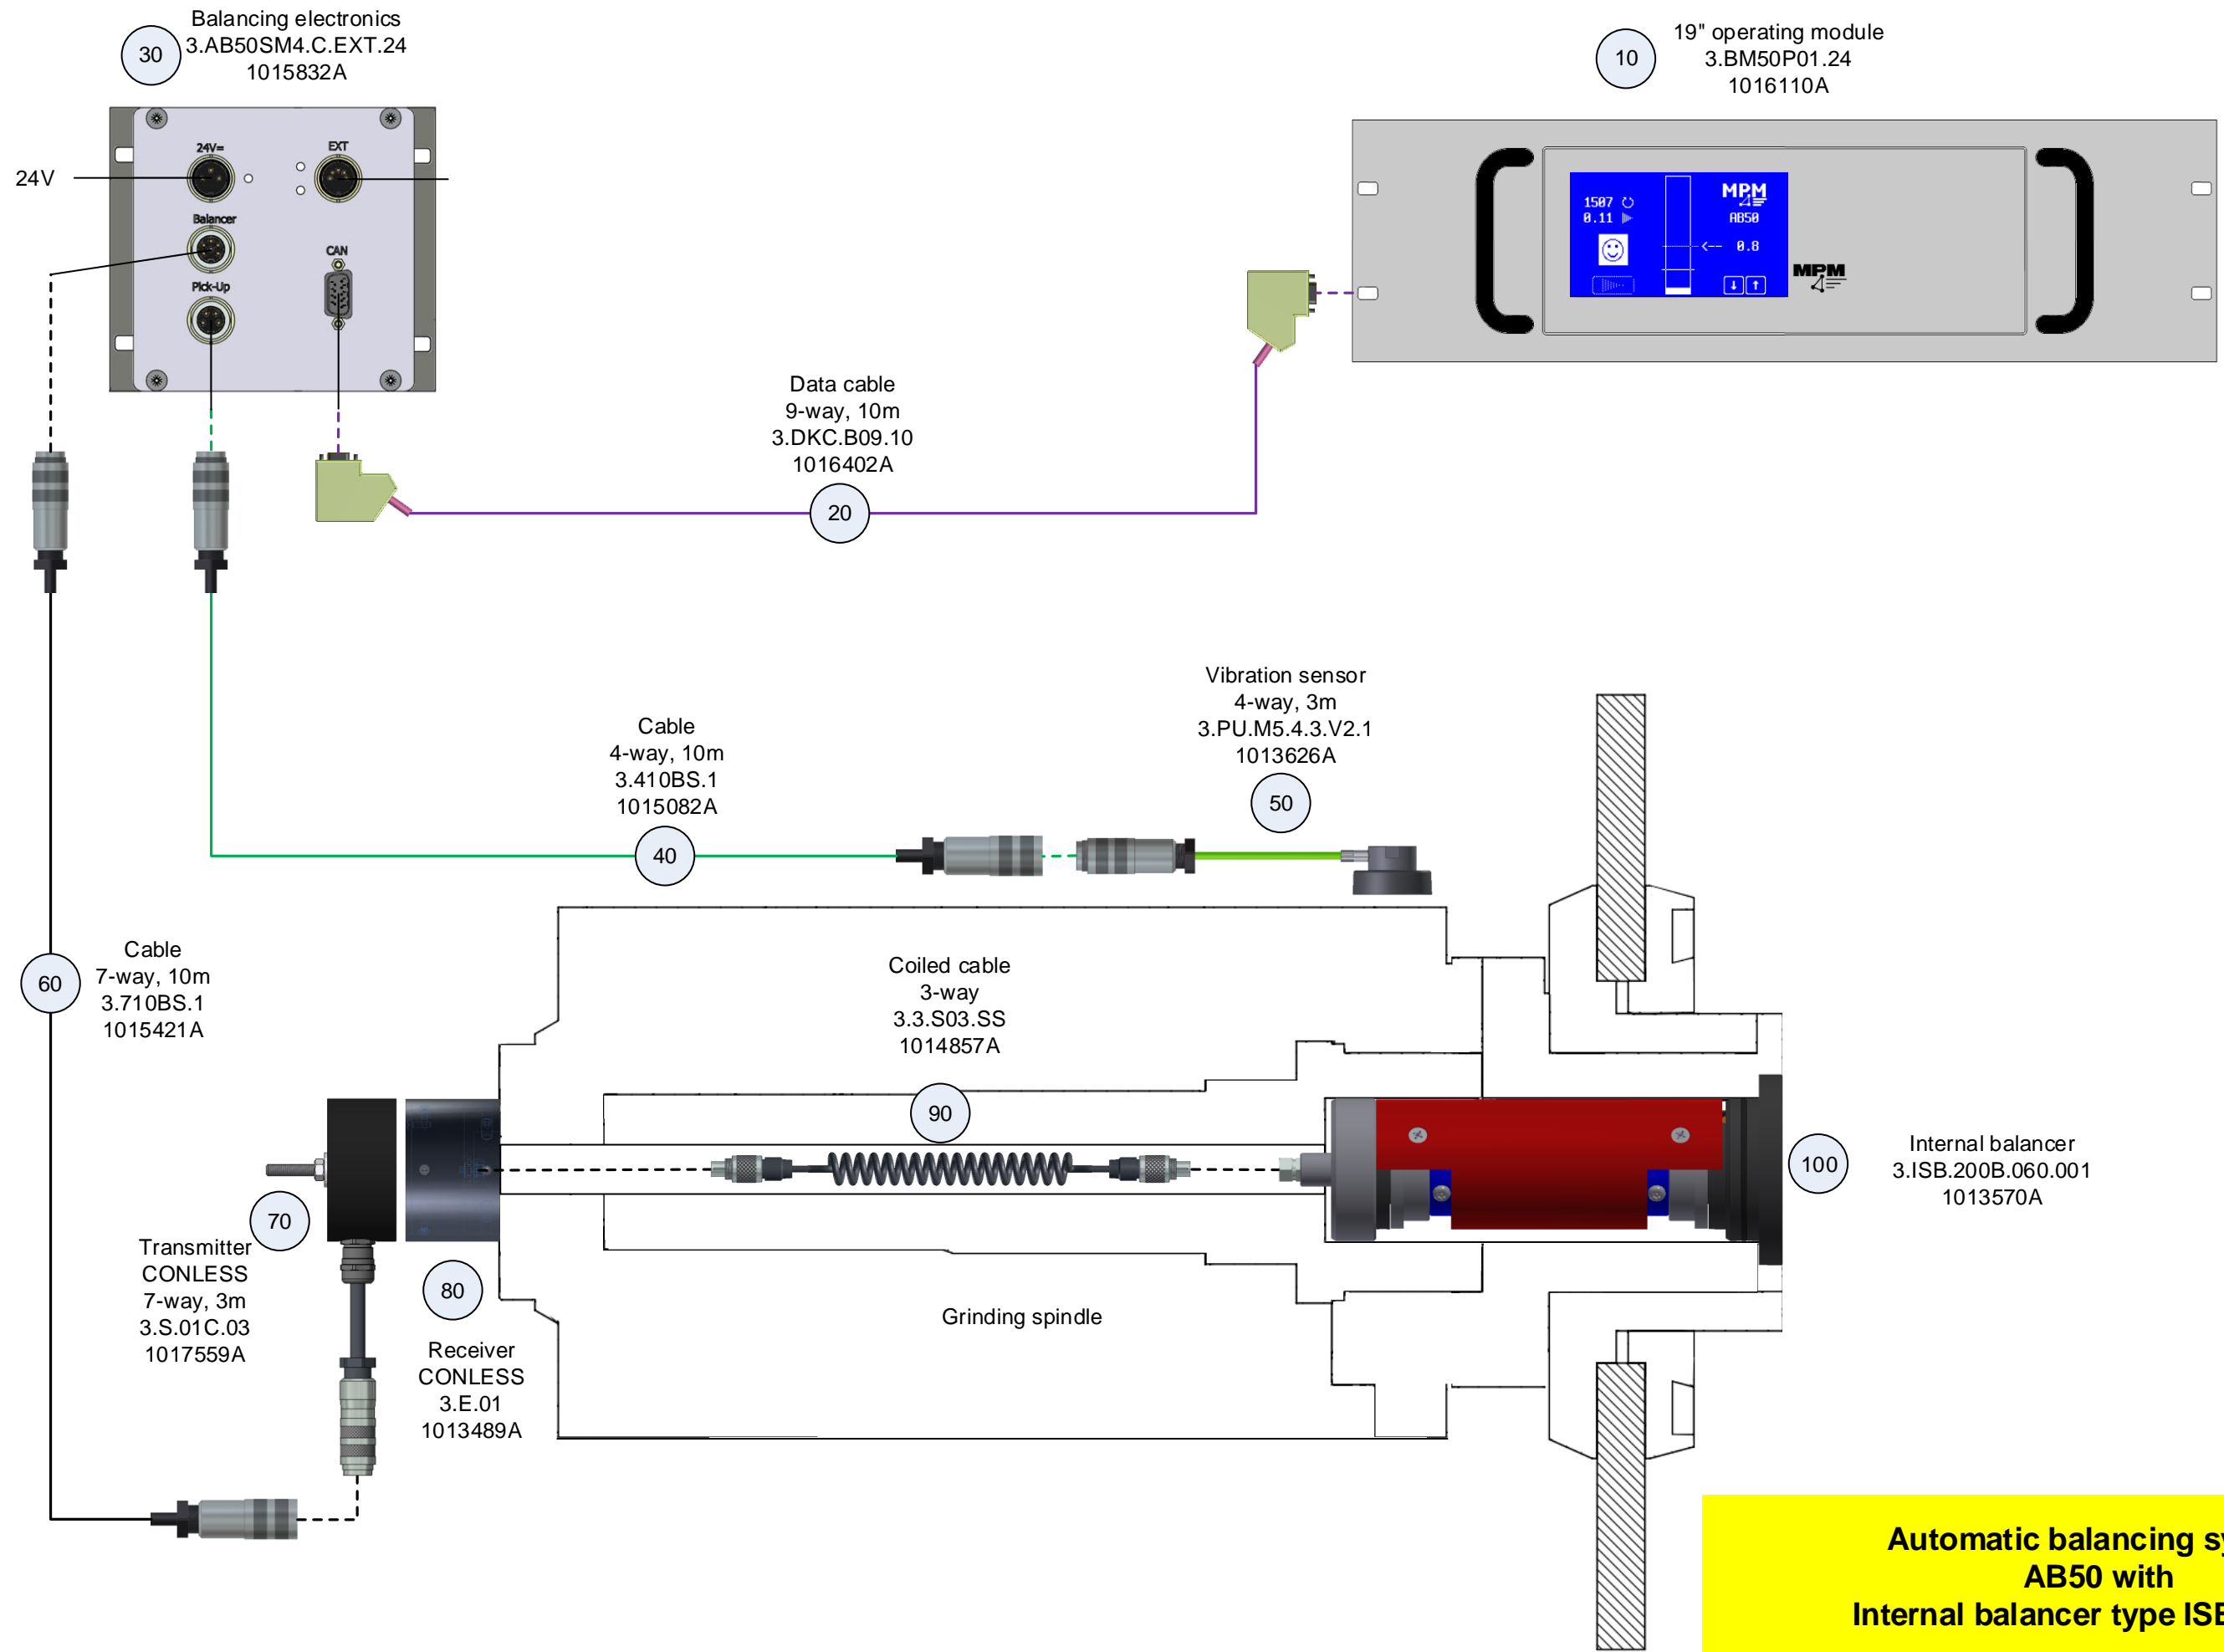 Balancing electronics
3.AB50SM4.C.EXT.24
1015832A
30
19" operating module
3.BM50P01.24
1016110A
10
24V
24V=
EXT
Balancer
CAN
Pick-Up
1507
0.11
MPM
AB50
<-- 0.8
MPM
Data cable
9-way, 10m
3.DKC.B09.10
1016402A
20
Vibration sensor
4-way, 3m
3.PU.M5.4.3.V2.1
1013626A
50
Cable
4-way, 10m
3.410BS.1
1015082A
40
Cable
7-way, 10m
3.710BS.1
1015421A
60
Coiled cable
3-way
3.3.S03.SS
1014857A
90
Internal balancer
3.ISB.200B.060.001
1013570A
100
70
Transmitter
CONLESS
7-way, 3m
3.S.01C.03
1017559A
80
Receiver
CONLESS
3.E.01
1013489A
Grinding spindle
Automatic balancing
AB50 with
Internal balancer type